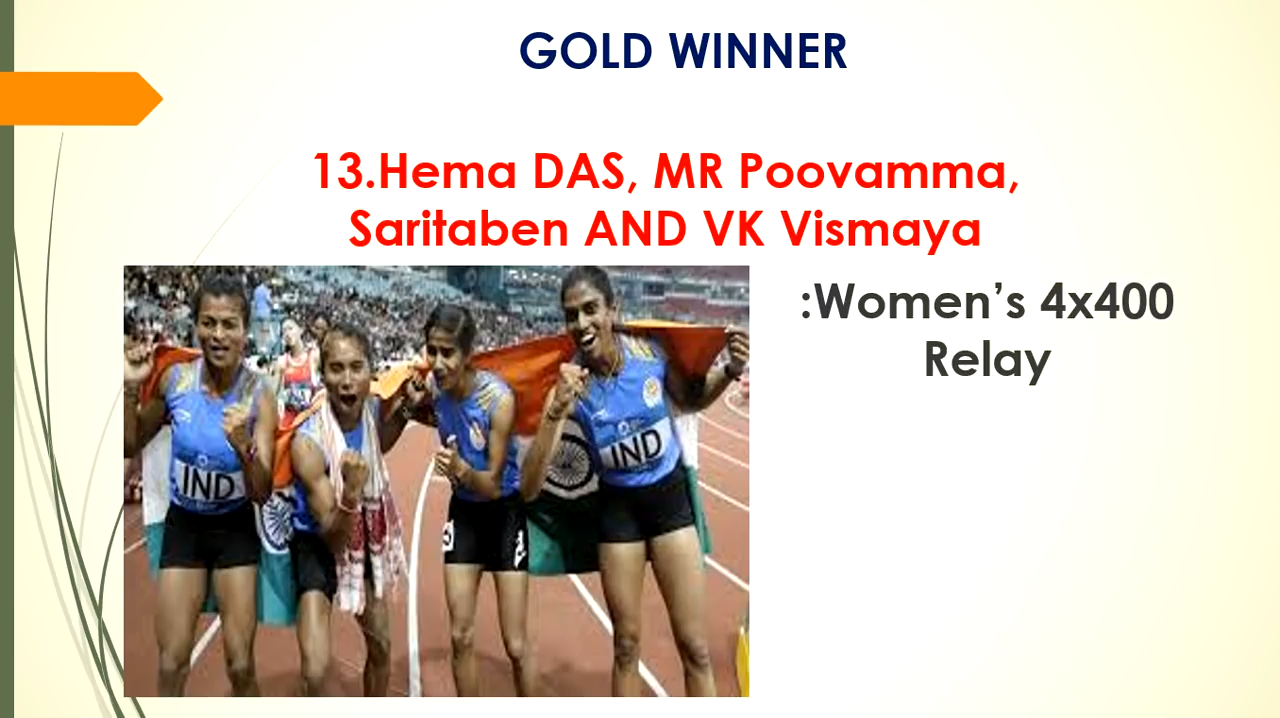 GOLD WINNER
13.Hema DAS, MR Poovamma,
Saritaben AND VK Vismaya
:Women’s 4x400
Relay
IND
IND